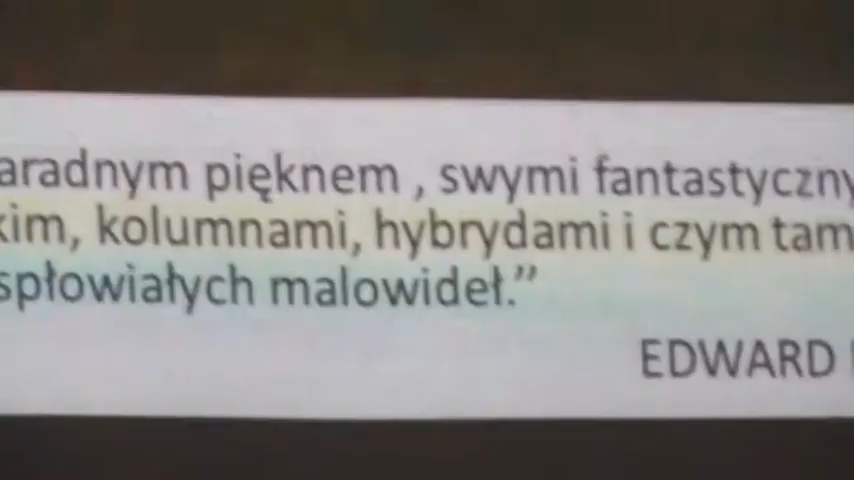 aradnym pięknem , swymi fantastyczny
kim, kolumnami, hybrydami i czym tam
spłowiałych malowideł.”
EDWARD